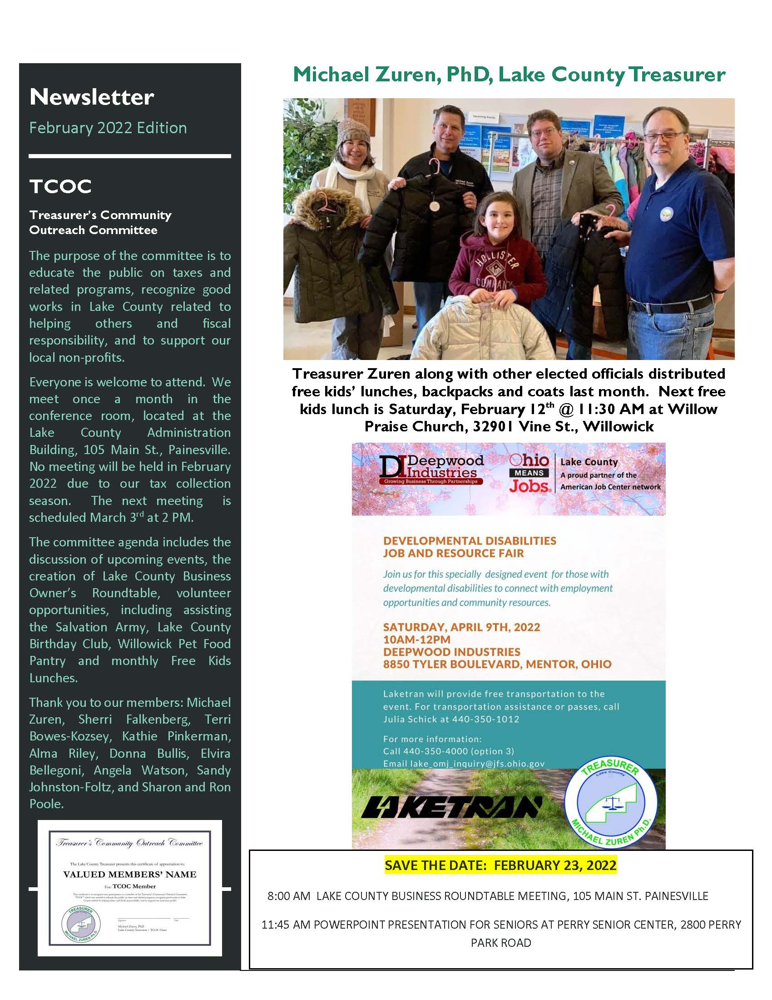 Newsletter
February 2022 Edition
TCOC
Treasurer's Community
Outreach Committee
The purpose of the committee is to
educate the public on taxes and
related programs, recognize good
works in Lake County related to
helping others and fiscal
responsibility, and to support our
local non-profits.
Everyone is welcome to attend. We
meet once a month in the
conference room, located at the
Lake County Administration
Building, 105 Main St., Painesville.
No meeting will be held in February
2022 due to our tax collection
season. The next meeting is
scheduled March 3rd at 2 PM.
The committee agenda includes the
discussion of upcoming events, the
creation of Lake County Business
Owner's Roundtable, volunteer
opportunities, including assisting
the Salvation Army, Lake County
Birthday Club, Willowick Pet Food
Pantry and monthly Free Kids
Lunches.
Thank you to our members: Michael
Zuren, Sherri Falkenberg, Terri
Bowes-Kozsey, Kathie Pinkerman,
Alma Riley, Donna Bullis, Elvira
Bellegoni, Angela Watson, Sandy
Johnston-Foltz, and Sharon and Ron
Poole.
Treasurer's Community Outreach Committee
The Lake County Treasurer presents this certificate of appreciation to:
VALUED MEMBERS' NAME
For: TCOC Member
TREASURER
MICHAEL ZUREN Ph.D.
Michael Zuren, PhD
Lake County Treasurer / TCOC Chair
Michael Zuren, PhD, Lake County Treasurer
Upcoming Events
Michael Zuren
HOLLISTER
COMPANY
Treasurer Zuren along with other elected officials distributed
free kids' lunches, backpacks and coats last month. Next free
kids lunch is Saturday, February 12th @ 11:30 AM at Willow
Praise Church, 32901 Vine St., Willowick
DI Deepwood
Industries
Growing Business Through Partnerships
Ohio
MEANS
Jobs
Lake County
A proud partner of the
American Job Center network
DEVELOPMENTAL DISABILITIES
JOB AND RESOURCE FAIR
Join us for this specially designed event for those with
developmental disabilities to connect with employment
opportunities and community resources.
SATURDAY, APRIL 9TH, 2022
10AM-12PM
DEEPWOOD INDUSTRIES
8850 TYLER BOULEVARD, MENTOR, OHIO
Laketran will provide free transportation to the
event. For transportation assistance or passes, call
Julia Schick at 440-350-1012
For more information:
Call 440-350-4000 (option 3)
Email lake_omj_inquiry@jfs.ohio.gov
LAKETRAN
TREASURER
Lake County
MICHAEL ZUREN Ph.D.
SAVE THE DATE: FEBRUARY 23, 2022
8:00 AM LAKE COUNTY BUSINESS ROUNDTABLE MEETING, 105 MAIN ST. PAINESVILLE
11:45 AM POWERPOINT PRESENTATION FOR SENIORS AT PERRY SENIOR CENTER, 2800 PERRY
PARK ROAD